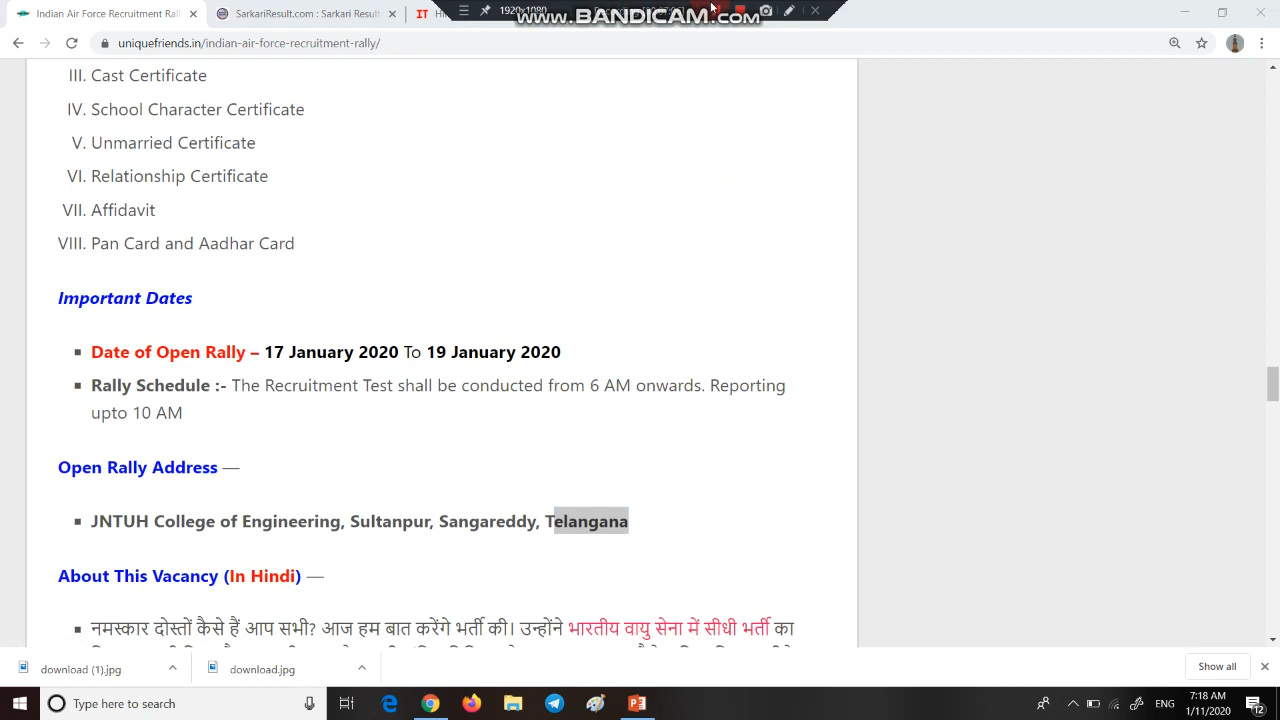 Indian Air Force Recruitment Rally
SarkariResult.com : Sarkari Result
1920x1080
www.BANDICAM.com
uniquefriends.in/indian-air-force-recruitment-rally/
III. Cast Certificate
IV. School Character Certificate
V. Unmarried Certificate
VI. Relationship Certificate
VII. Affidavit
VIII. Pan Card and Aadhar Card
Important Dates
Date of Open Rally – 17 January 2020 To 19 January 2020
Rally Schedule :- The Recruitment Test shall be conducted from 6 AM onwards. Reporting
upto 10 AM
Open Rally Address —
JNTUH College of Engineering, Sultanpur, Sangareddy, Telangana
About This Vacancy (In Hindi) —
नमस्कार दोस्तों कैसे हैं आप सभी? आज हम बात करेंगे भर्ती की। उन्होंने भारतीय वायु सेना में सीधी भर्ती का
download (1).jpg
download.jpg
Show all
Type here to search
ENG
7:18 AM
1/11/2020
12